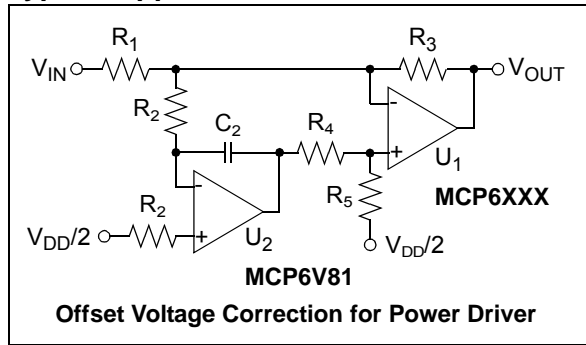 R1
R3
VIN
VOUT
R2
C2
R4
U1
R2
R5
MCP6XXX
VDD/2
U2
VDD/2
MCP6V81
Offset Voltage Correction for Power Driver